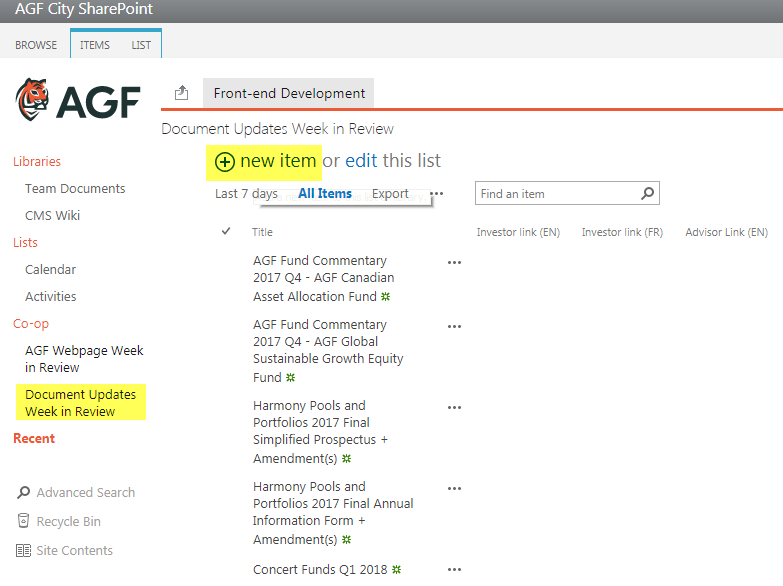 AGF City SharePoint
BROWSE ITEMS LIST
AGF
Front-end Development
Document Updates Week in Review
new item or edit this list
Last 7 days All Items Export ...
Find an item
Libraries
Team Documents
CMS Wiki
Lists
Calendar
Activities
Co-op
AGF Webpage Week
in Review
Document Updates
Week in Review
Recent
Advanced Search
Recycle Bin
Site Contents
Title Investor link (EN) Investor link (FR) Advisor Link (EN)
AGF Fund Commentary ...
2017 Q4 - AGF Canadian
Asset Allocation Fund
AGF Fund Commentary ...
2017 Q4 - AGF Global
Sustainable Growth Equity
Fund
Harmony Pools and ...
Portfolios 2017 Final
Simplified Prospectus +
Amendment(s)
Harmony Pools and ...
Portfolios 2017 Final Annual
Information Form +
Amendment(s)
Concert Funds Q1 2018 ...